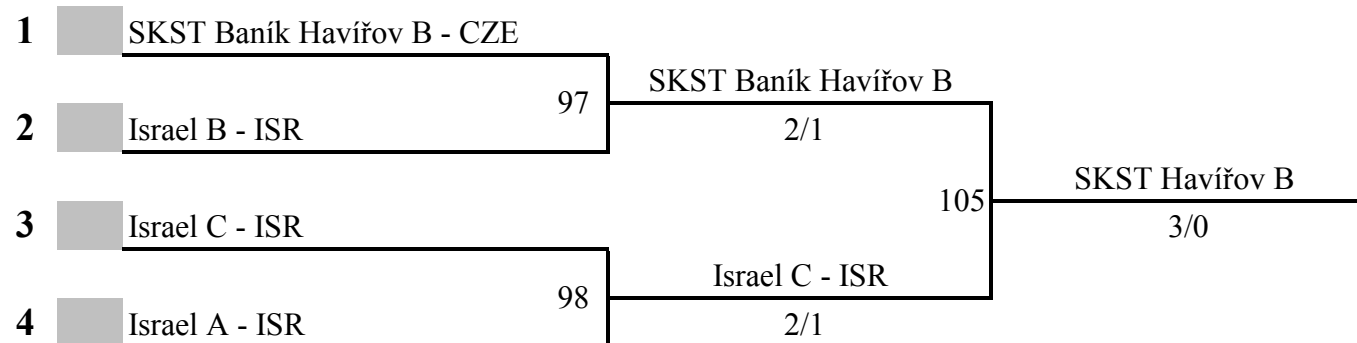 1 SKST Baník Havířov B - CZE
SKST Baník Havířov B
97
2 Israel B - ISR
2/1
SKST Havířov B
105
3 Israel C - ISR
3/0
Israel C - ISR
98
4 Israel A - ISR
2/1